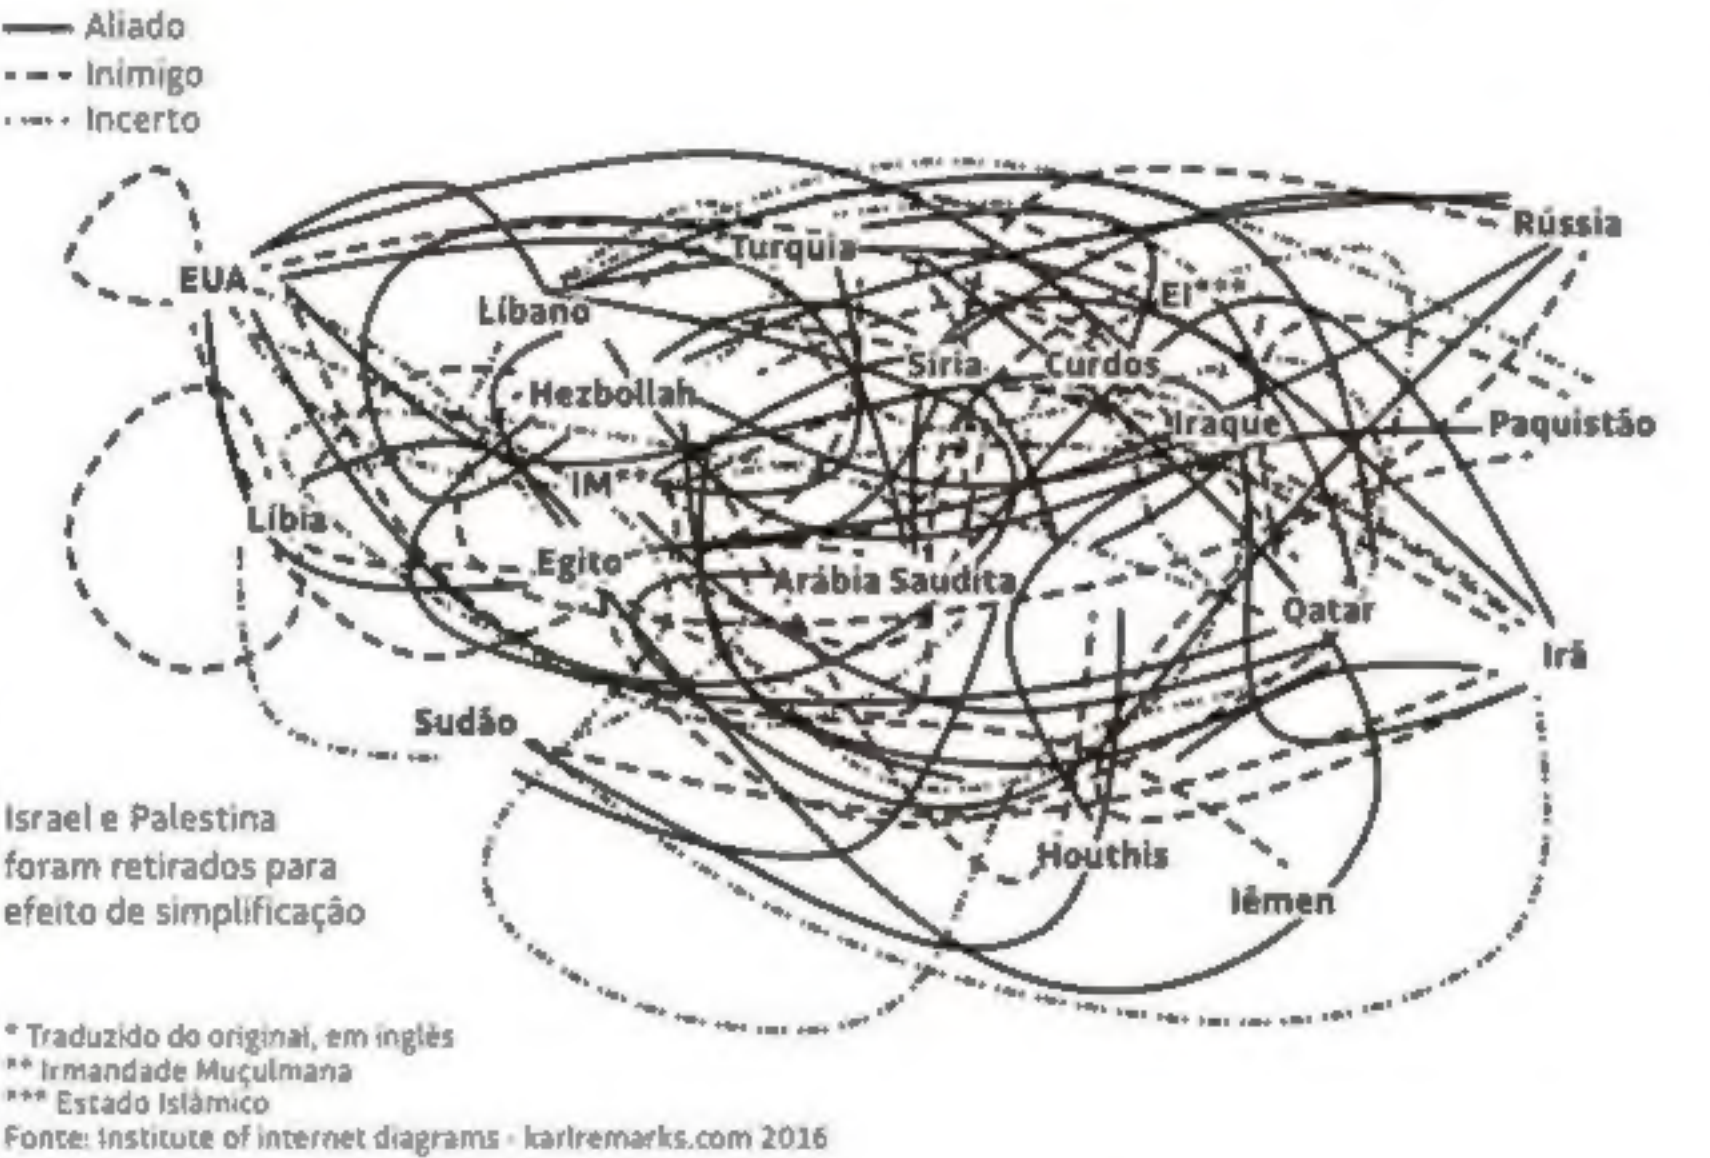 Aliado
Inimigo
Incerto
EUA
Turquia
Rússia
Líbano
EI***
Síria
Curdos
Hezbollah
Iraque
Paquistão
IM**
Líbia
Egito
Arábia Saudita
Qatar
Irã
Sudão
Houthis
Iêmen
Israel e Palestina
foram retirados para
efeito de simplificação
* Traduzido do original, em inglês
** Irmandade Muçulmana
*** Estado Islâmico
Fonte: Institute of internet diagrams - karlremarks.com 2016